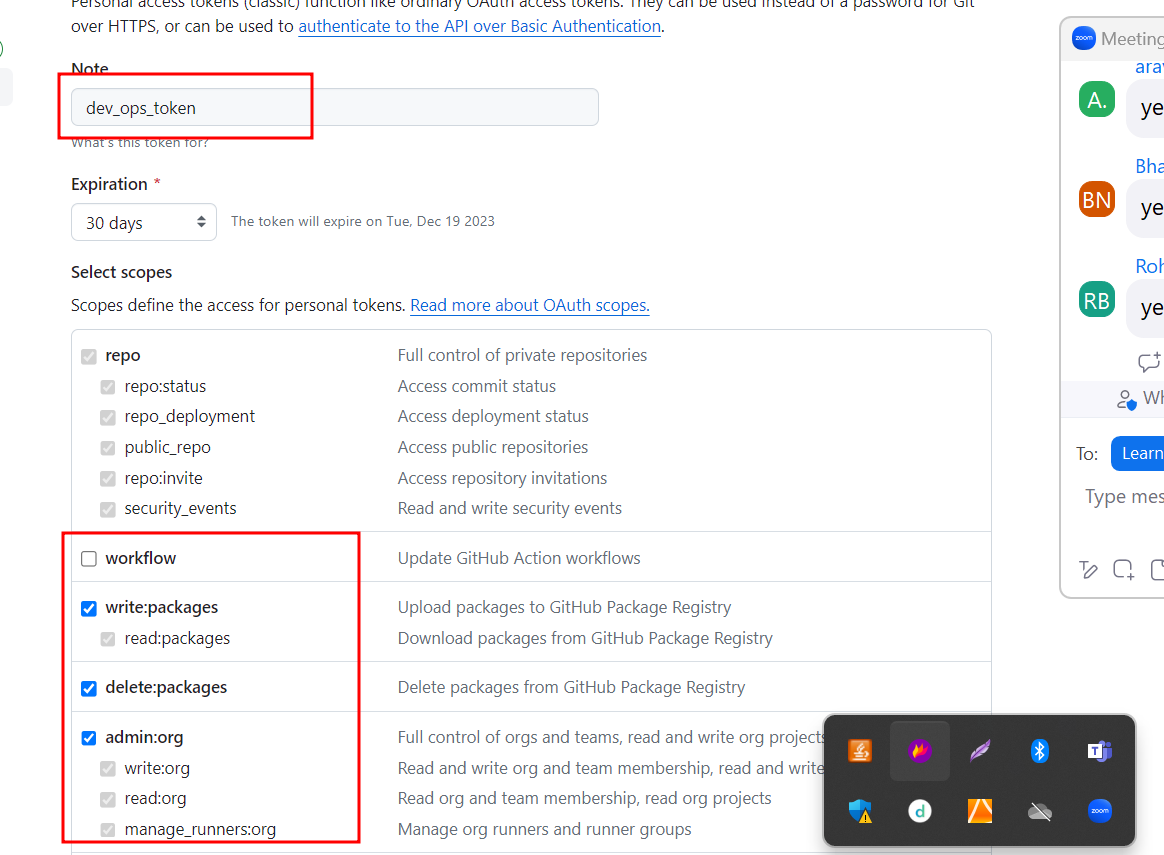 Personal access tokens (classic) function like ordinary OAuth access tokens. They can be used instead of a password for Git
over HTTPS, or can be used to authenticate to the API over Basic Authentication.
Note
dev_ops_token
What's this token for?
Expiration *
30 days
The token will expire on Tue, Dec 19 2023
Select scopes
Scopes define the access for personal tokens. Read more about OAuth scopes.
repo Full control of private repositories
repo:status Access commit status
repo_deployment Access deployment status
public_repo Access public repositories
repo:invite Access repository invitations
security_events Read and write security events
workflow Update GitHub Action workflows
write:packages Upload packages to GitHub Package Registry
read:packages Download packages from GitHub Package Registry
delete:packages Delete packages from GitHub Package Registry
admin:org Full control of orgs and teams, read and write org projects
write:org Read and write org and team membership, read and write
read:org Read org and team membership, read org projects
manage_runners:org Manage org runners and runner groups
zoom Meeting
ara
A. ye
Bha
BN ye
Roh
RB ye
Wh
To: Learn
Type mes
T
d
zoom